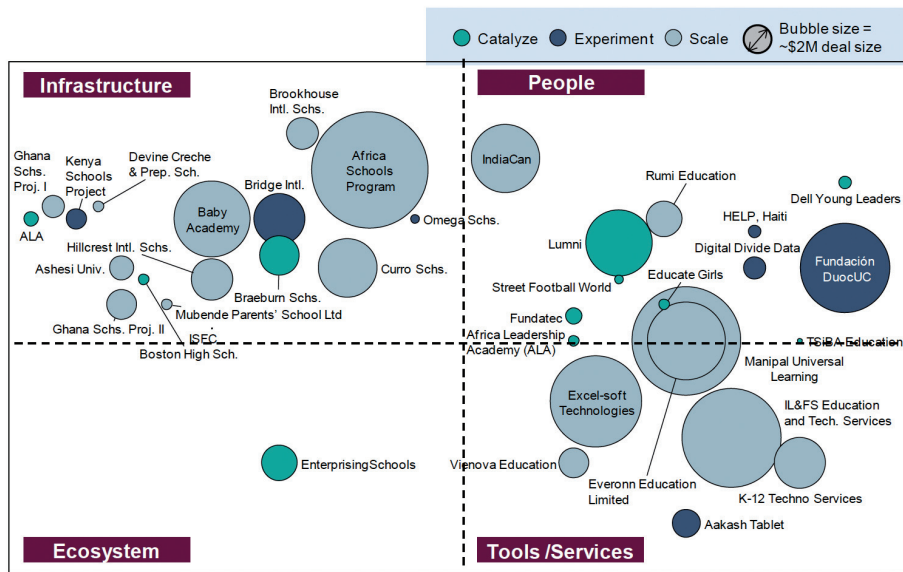 Catalyze
Experiment
Scale
Bubble size =
~$2M deal size
Infrastructure
People
Brookhouse
Intl. Schs.
Ghana
Schs.
Proj. I
Kenya
Schools
Project
Devine Creche
& Prep. Sch.
Africa
Schools
Program
IndiaCan
Rumi Education
Dell Young Leaders
ALA
Baby
Academy
Bridge Intl.
Omega Schs.
HELP, Haiti
Lumni
Digital Divide Data
Fundación
DuocUC
Hillcrest Intl. Schs.
Ashesi Univ.
Curro Schs.
Educate Girls
Street Football World
Braeburn Schs.
Mubende Parents' School Ltd
.
Ghana Schs. Proj. II
ISFC
Boston High Sch.
Fundatec
Africa Leadership
Academy (ALA)
TSiBA Education
Manipal Universal
Learning
Excel-soft
Technologies
IL&FS Education
and Tech. Services
EnterprisingSchools
Vienova Education
Everonn Education
Limited
K-12 Techno Services
Aakash Tablet
Ecosystem
Tools /Services